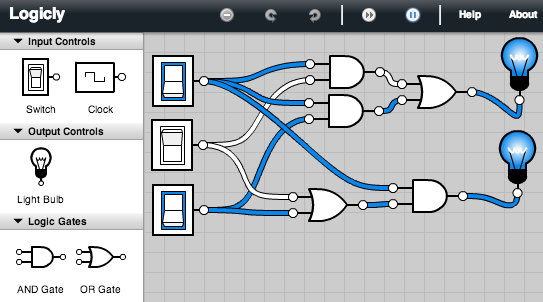 Logicly
Help About
Input Controls
Switch Clock
Output Controls
Light Bulb
Logic Gates
AND Gate OR Gate